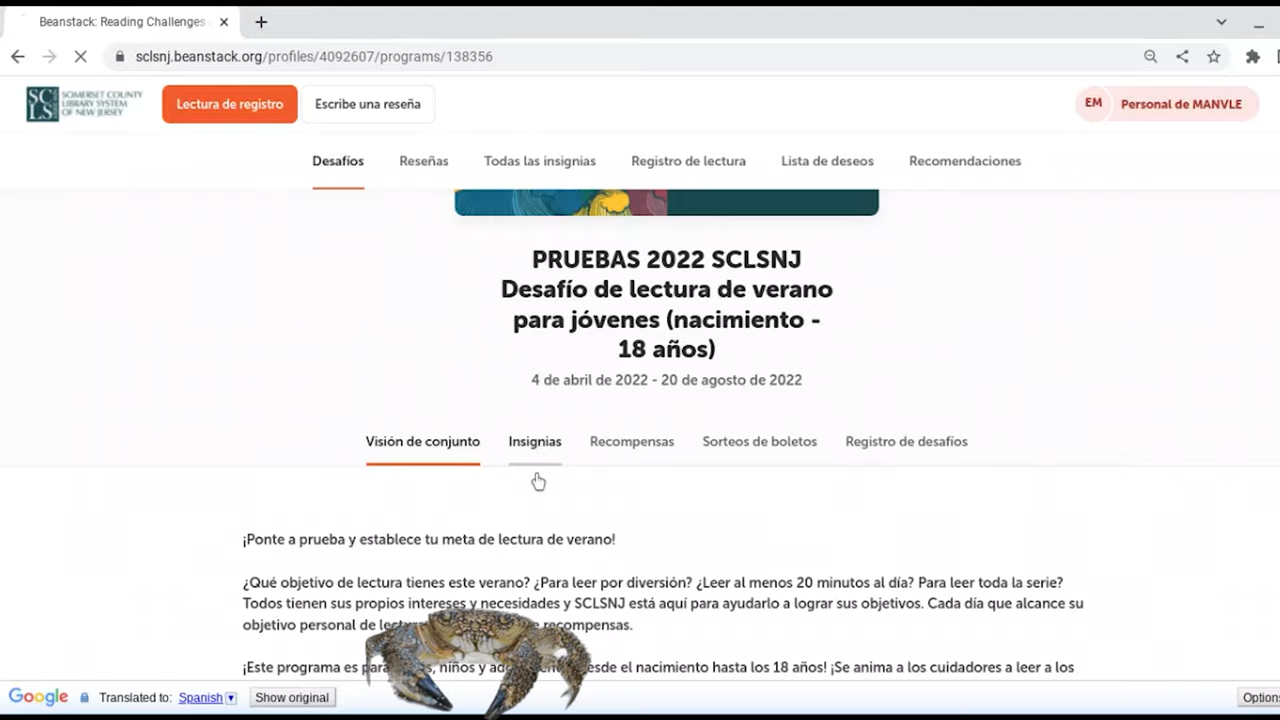 Beanstack: Reading Challenges
sclsnj.beanstack.org/profiles/4092607/programs/138356
SCLS
SOMERSET COUNTY
LIBRARY SYSTEM
OF NEW JERSEY
Lectura de registro
Escribe una reseña
EM
Personal de MANVLE
Desafíos
Reseñas
Todas las insignias
Registro de lectura
Lista de deseos
Recomendaciones
PRUEBAS 2022 SCLSNJ
Desafío de lectura de verano
para jóvenes (nacimiento -
18 años)
4 de abril de 2022 - 20 de agosto de 2022
Visión de conjunto
Insignias
Recompensas
Sorteos de boletos
Registro de desafíos
¡Ponte a prueba y establece tu meta de lectura de verano!
¿Qué objetivo de lectura tienes este verano? ¿Para leer por diversión? ¿Leer al menos 20 minutos al día? Para leer toda la serie?
Todos tienen sus propios intereses y necesidades y SCLSNJ está aquí para ayudarlo a lograr sus objetivos. Cada día que alcance su
objetivo personal de recompensas.
¡Este programa es niños y desde el nacimiento hasta los 18 años! ¡Se anima a los cuidadores a leer a los
Google
Translated to: Spanish
Show original
Options